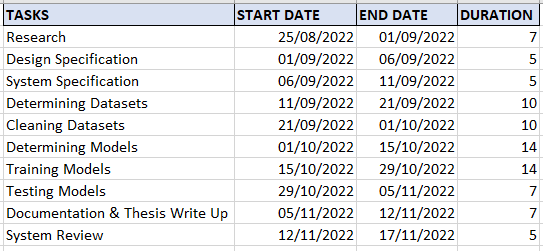 TASKS START DATE END DATE DURATION
Research 25/08/2022 01/09/2022 7
Design Specification 01/09/2022 06/09/2022 5
System Specification 06/09/2022 11/09/2022 5
Determining Datasets 11/09/2022 21/09/2022 10
Cleaning Datasets 21/09/2022 01/10/2022 10
Determining Models 01/10/2022 15/10/2022 14
Training Models 15/10/2022 29/10/2022 14
Testing Models 29/10/2022 05/11/2022 7
Documentation & Thesis Write Up 05/11/2022 12/11/2022 7
System Review 12/11/2022 17/11/2022 5